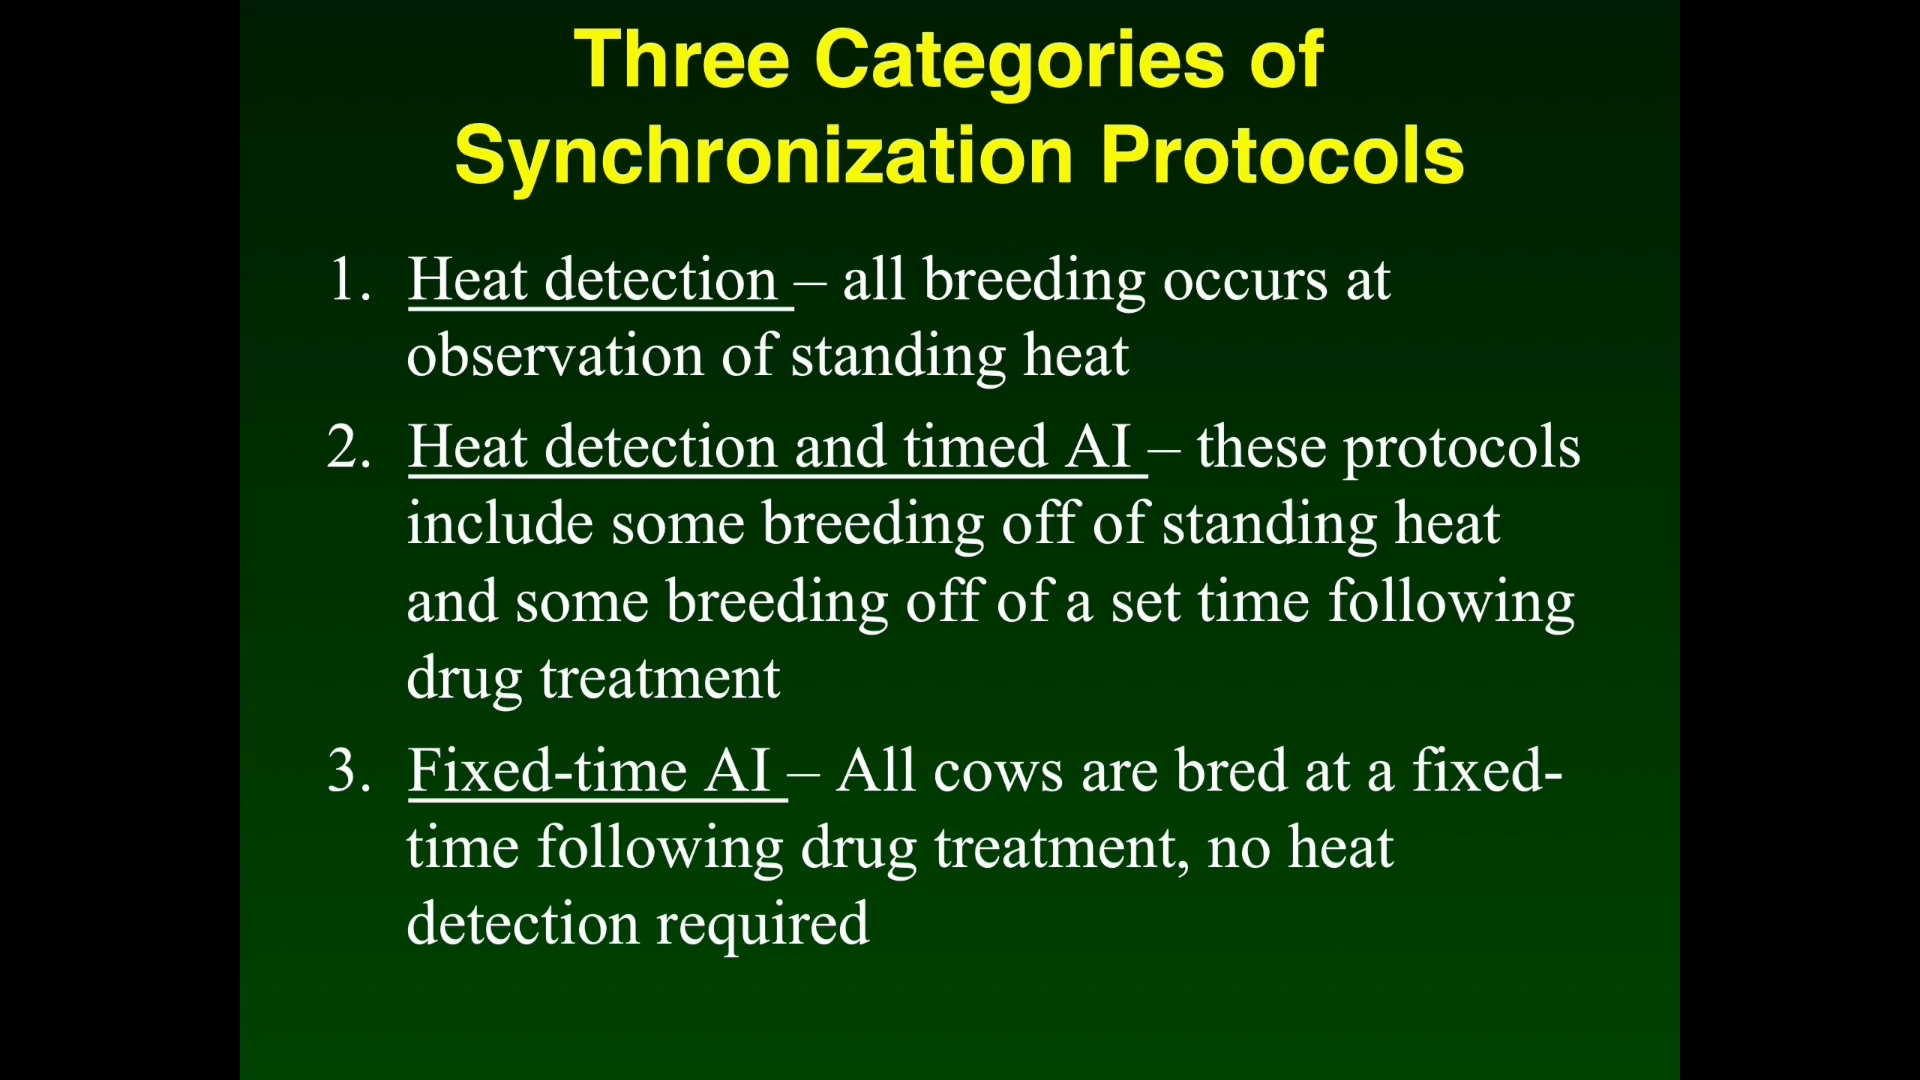 Three Categories of
Synchronization Protocols
1. Heat detection – all breeding occurs at
observation of standing heat
2. Heat detection and timed AI – these protocols
include some breeding off of standing heat
and some breeding off of a set time following
drug treatment
3. Fixed-time AI – All cows are bred at a fixed-
time following drug treatment, no heat
detection required